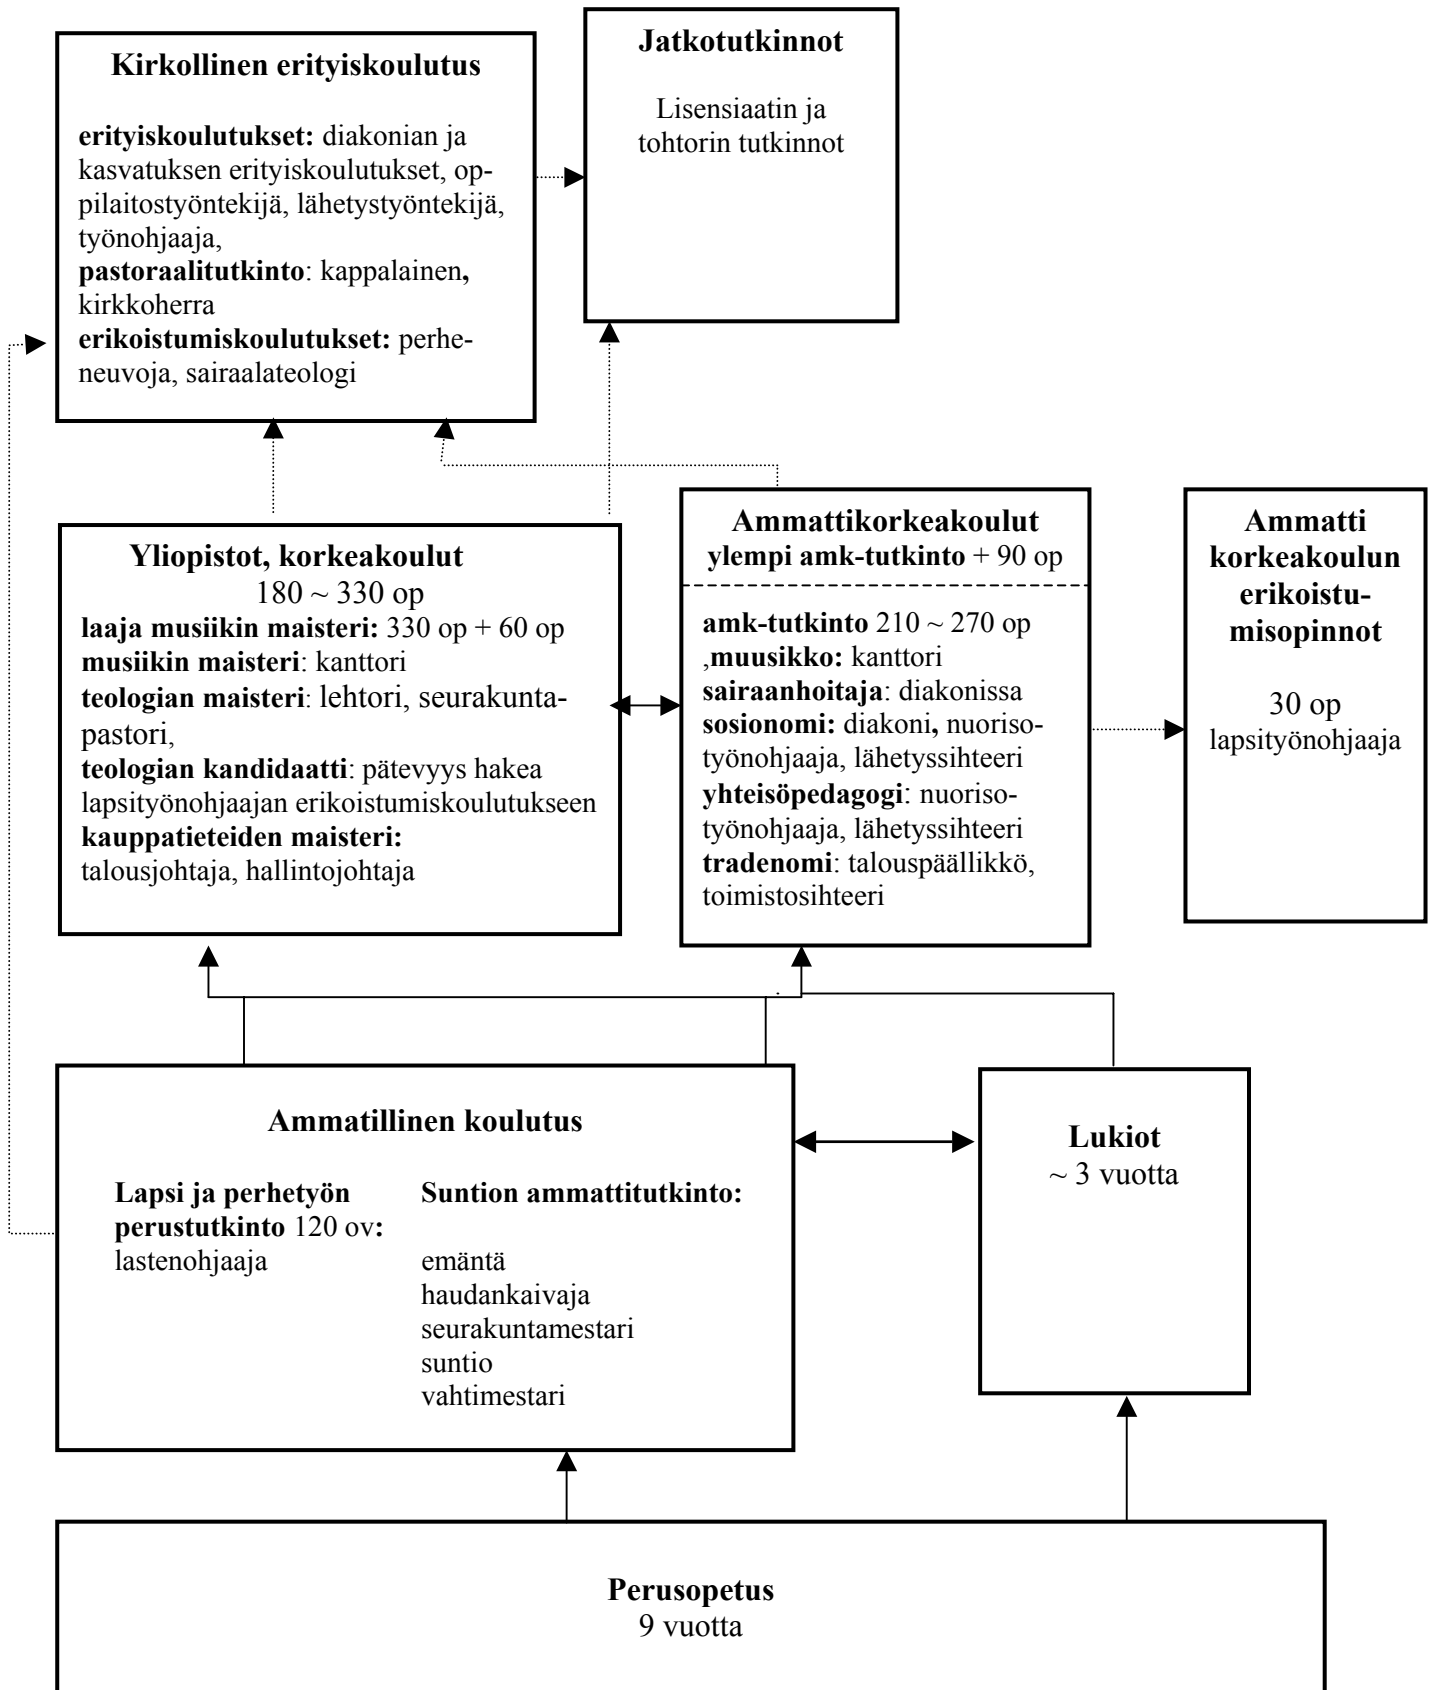 Kirkollinen erityiskoulutus
erityiskoulutukset: diakonian ja
kasvatuksen erityiskoulutukset, op-
pilaitostyöntekijä, lähetystyöntekijä,
työnohjaaja,
pastoraalitutkinto: kappalainen,
kirkkoherra
erikoistumiskoulutukset: perhe-
neuvoja, sairaalateologi
Jatkotutkinnot
Lisensiaatin ja
tohtorin tutkinnot
Yliopistot, korkeakoulut
180 ~ 330 op
laaja musiikin maisteri: 330 op + 60 op
musiikin maisteri: kanttori
teologian maisteri: lehtori, seurakunta-
pastori,
teologian kandidaatti: pätevyys hakea
lapsityönohjaajan erikoistumiskoulutukseen
kauppatieteiden maisteri:
talousjohtaja, hallintojohtaja
Ammattikorkeakoulut
ylempi amk-tutkinto + 90 op
amk-tutkinto 210 ~ 270 op
,muusikko: kanttori
sairaanhoitaja: diakonissa
sosionomi: diakoni, nuoriso-
työnohjaaja, lähetyssihteeri
yhteisöpedagogi: nuoriso-
työnohjaaja, lähetyssihteeri
tradenomi: talouspäällikkö,
toimistosihteeri
Ammatti
korkeakoulun
erikoistu-
misopinnot
30 op
lapsityönohjaaja
Ammatillinen koulutus
Lapsi ja perhetyön
perustutkinto 120 ov:
lastenohjaaja
Suntion ammattitutkinto:
emäntä
haudankaivaja
seurakuntamestari
suntio
vahtimestari
Lukiot
~ 3 vuotta
Perusopetus
9 vuotta